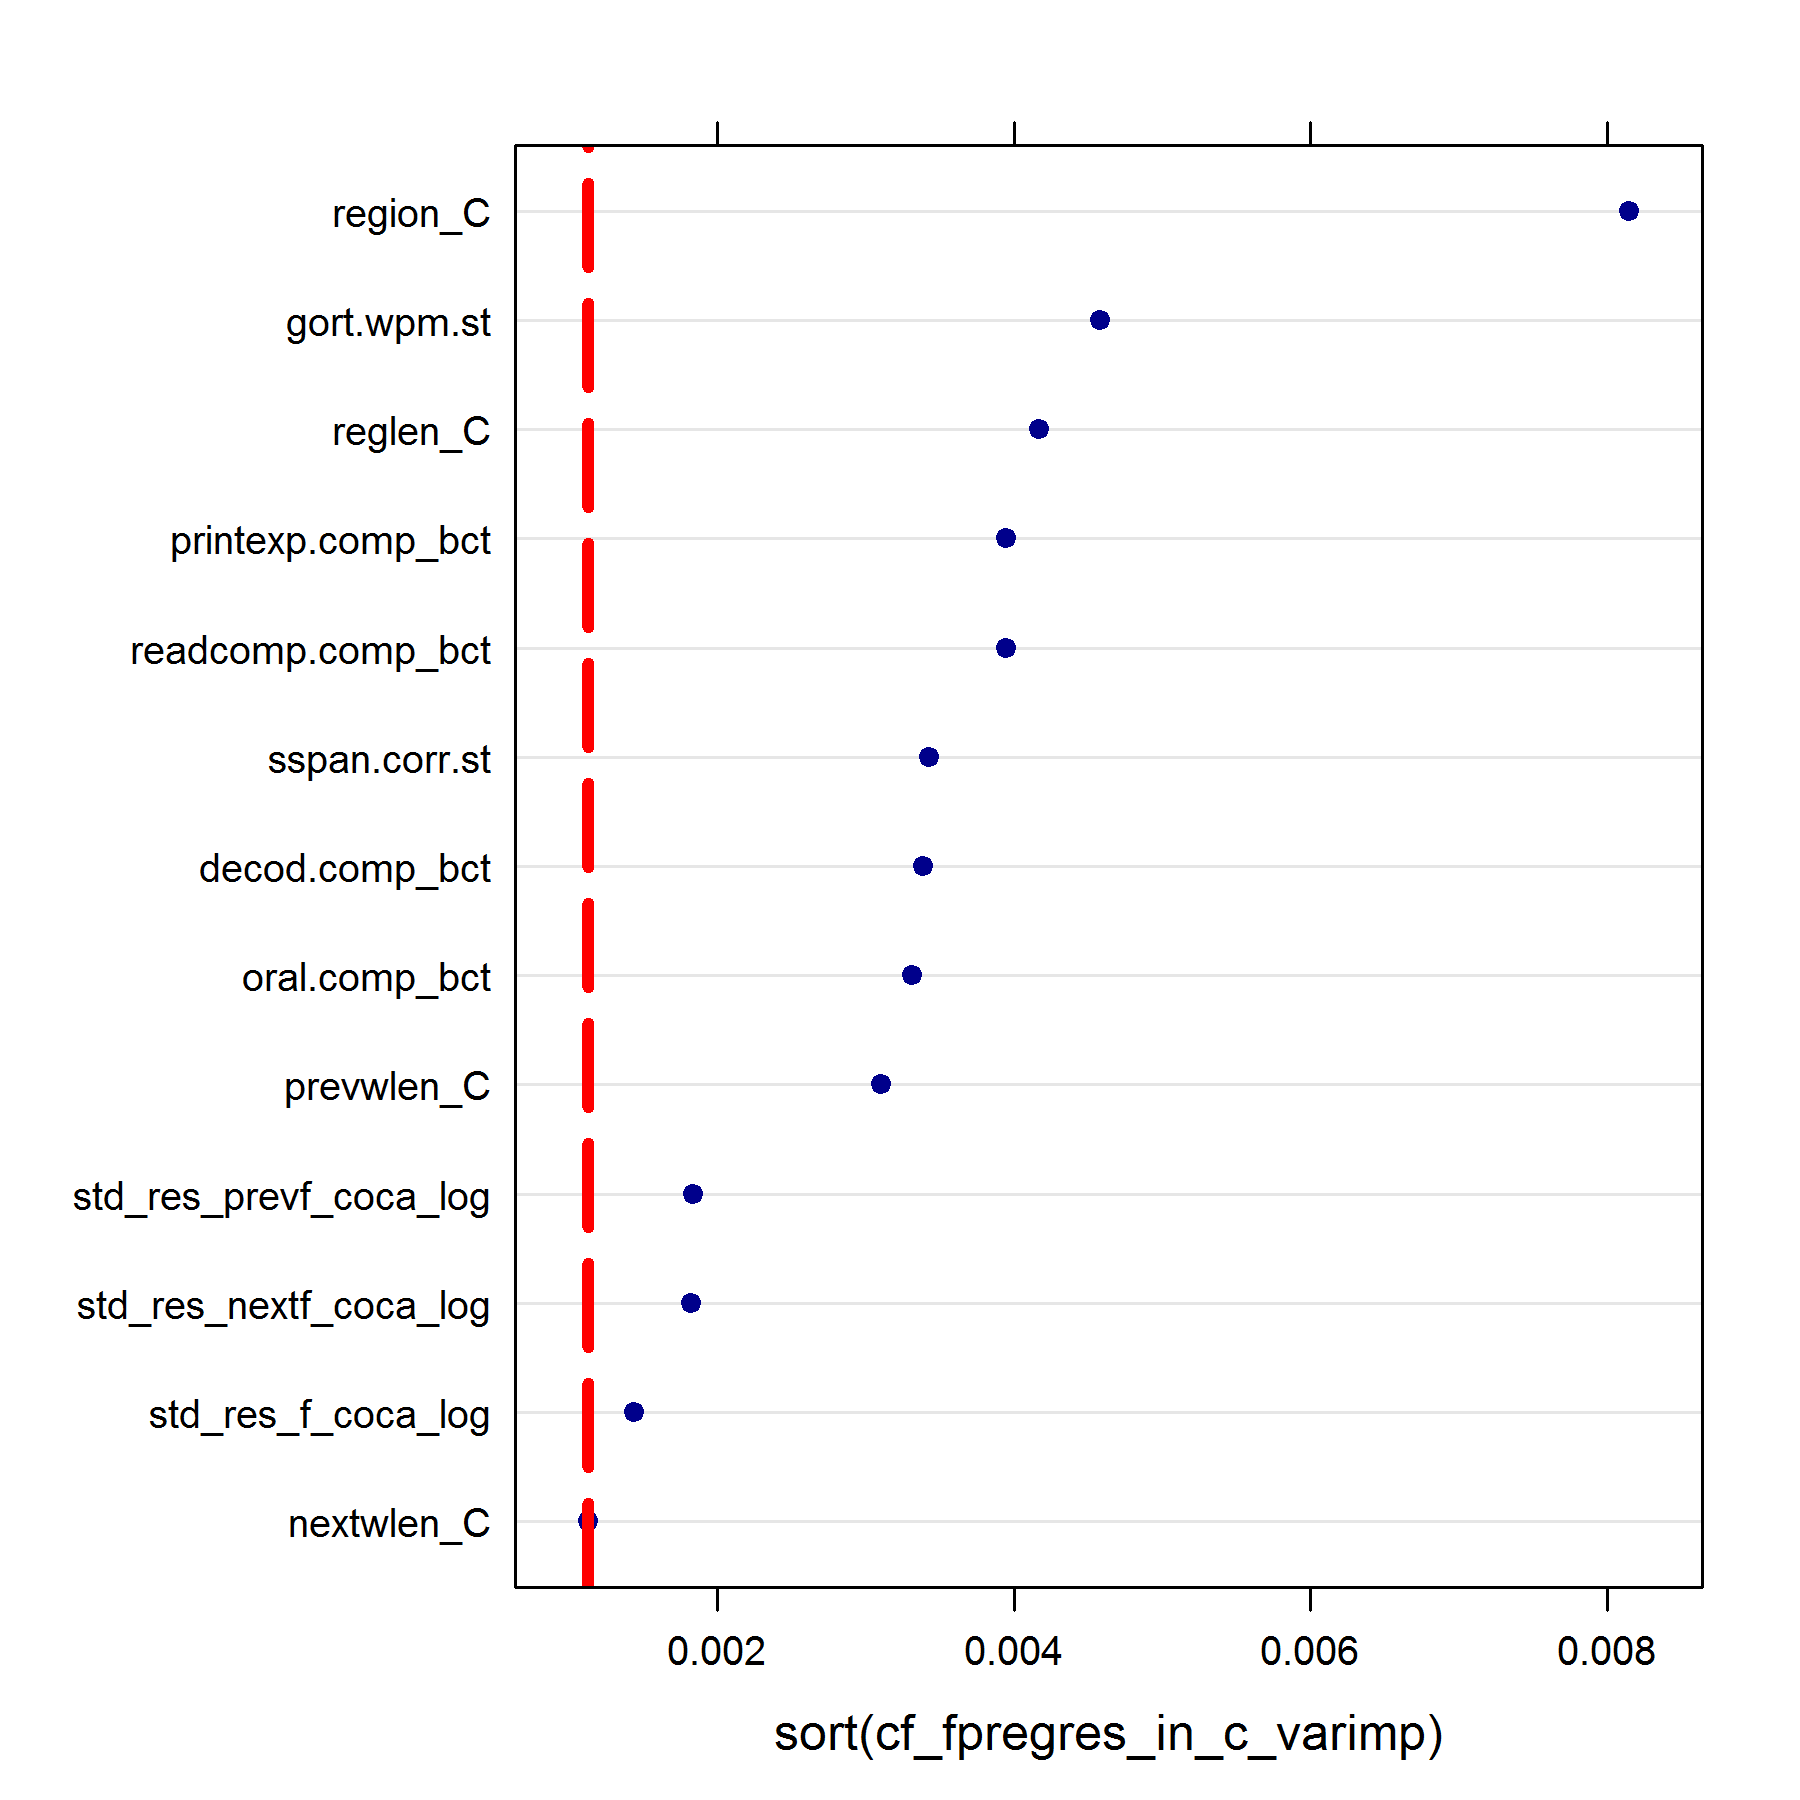 region_C
gort.wpm.st
reglen_C
printexp.comp_bct
readcomp.comp_bct
sspan.corr.st
decod.comp_bct
oral.comp_bct
prevwlen_C
std_res_prevf_coca_log
std_res_nextf_coca_log
std_res_f_coca_log
nextwlen_C
0.002 0.004 0.006 0.008
sort(cf_fpregres_in_c_varimp)